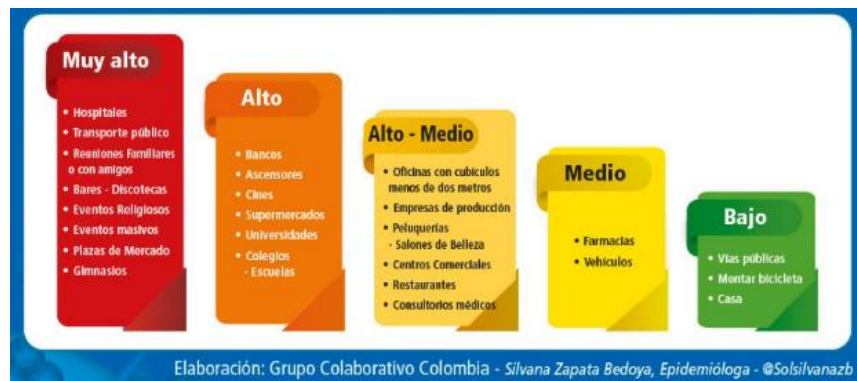 Muy alto
• Hospitales
• Transporte público
• Reuniones Familiares
o con amigos
• Bares - Discotecas
• Eventos Religiosos
• Eventos masivos
• Plazas de Mercado
• Gimnasios
Alto
• Bancos
• Ascensores
• Cines
• Supermercados
• Universidades
• Colegios
- Escuelas
Alto - Medio
• Oficinas con cubículos
menos de dos metros
• Empresas de producción
• Peluquerías
- Salones de Belleza
• Centros Comerciales
• Restaurantes
• Consultorios médicos
Medio
• Farmacias
• Vehículos
Bajo
• Vías públicas
• Montar bicicleta
• Casa
Elaboración: Grupo Colaborativo Colombia - Silvana Zapata Bedoya, Epidemióloga - @Solsilvanazb